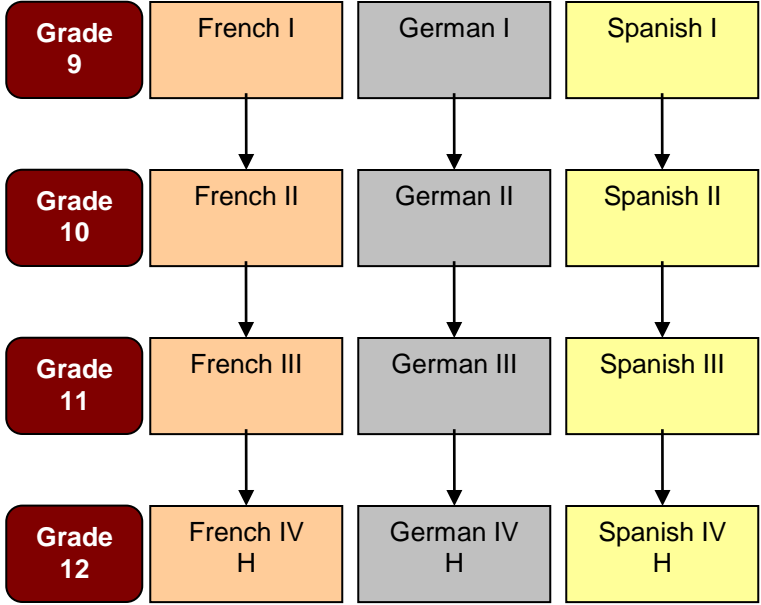 Grade
9
French I
German I
Spanish I
Grade
10
French II
German II
Spanish II
Grade
11
French III
German III
Spanish III
Grade
12
French IV
H
German IV
H
Spanish IV
H